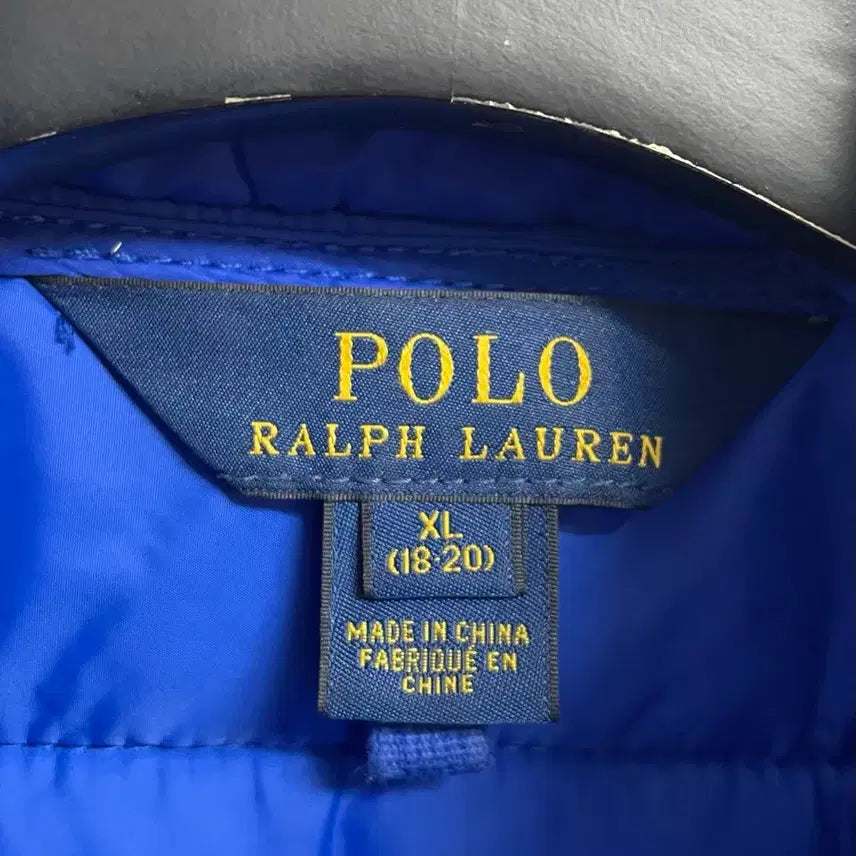 POLO
RALPH LAUREN
XL
(18-20)
MADE IN CHINA
FABRIQUÉ EN
CHINE